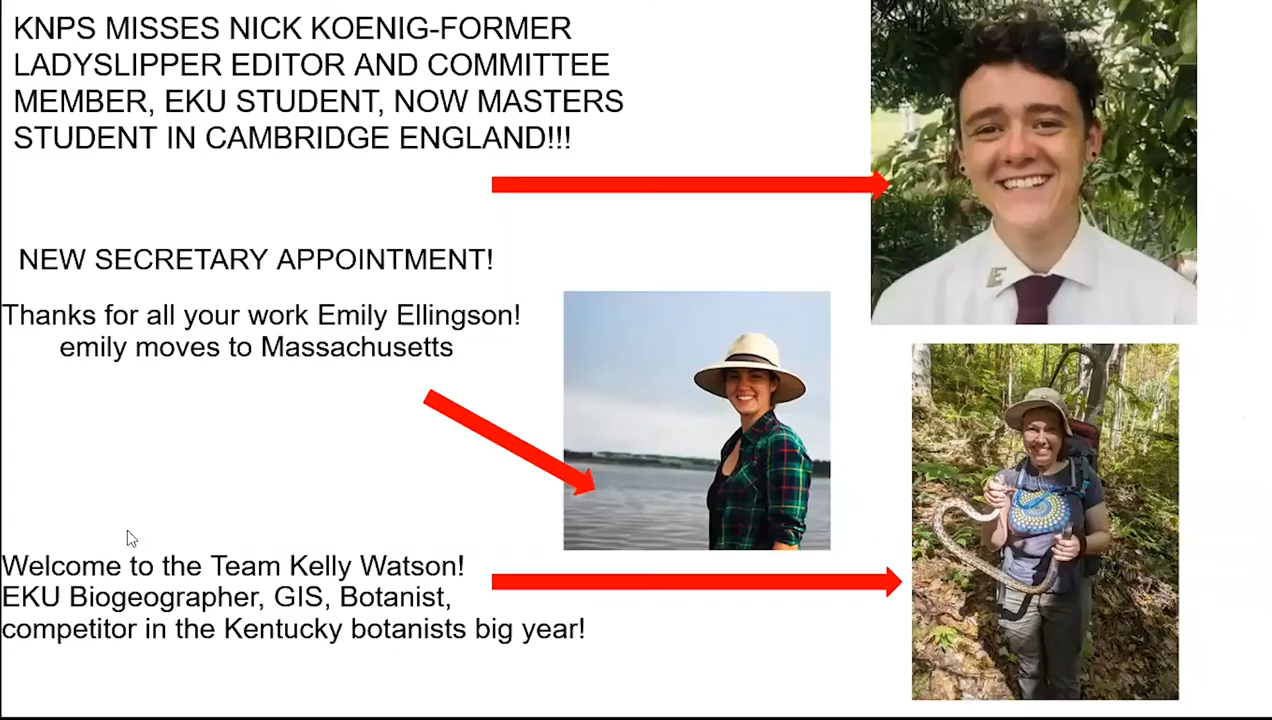 KNPS MISSES NICK KOENIG-FORMER
LADYSLIPPER EDITOR AND COMMITTEE
MEMBER, EKU STUDENT, NOW MASTERS
STUDENT IN CAMBRIDGE ENGLAND!!!
E
NEW SECRETARY APPOINTMENT!
Thanks for all your work Emily Ellingson!
emily moves to Massachusetts
Welcome to the Team Kelly Watson!
EKU Biogeographer, GIS, Botanist,
competitor in the Kentucky botanists big year!